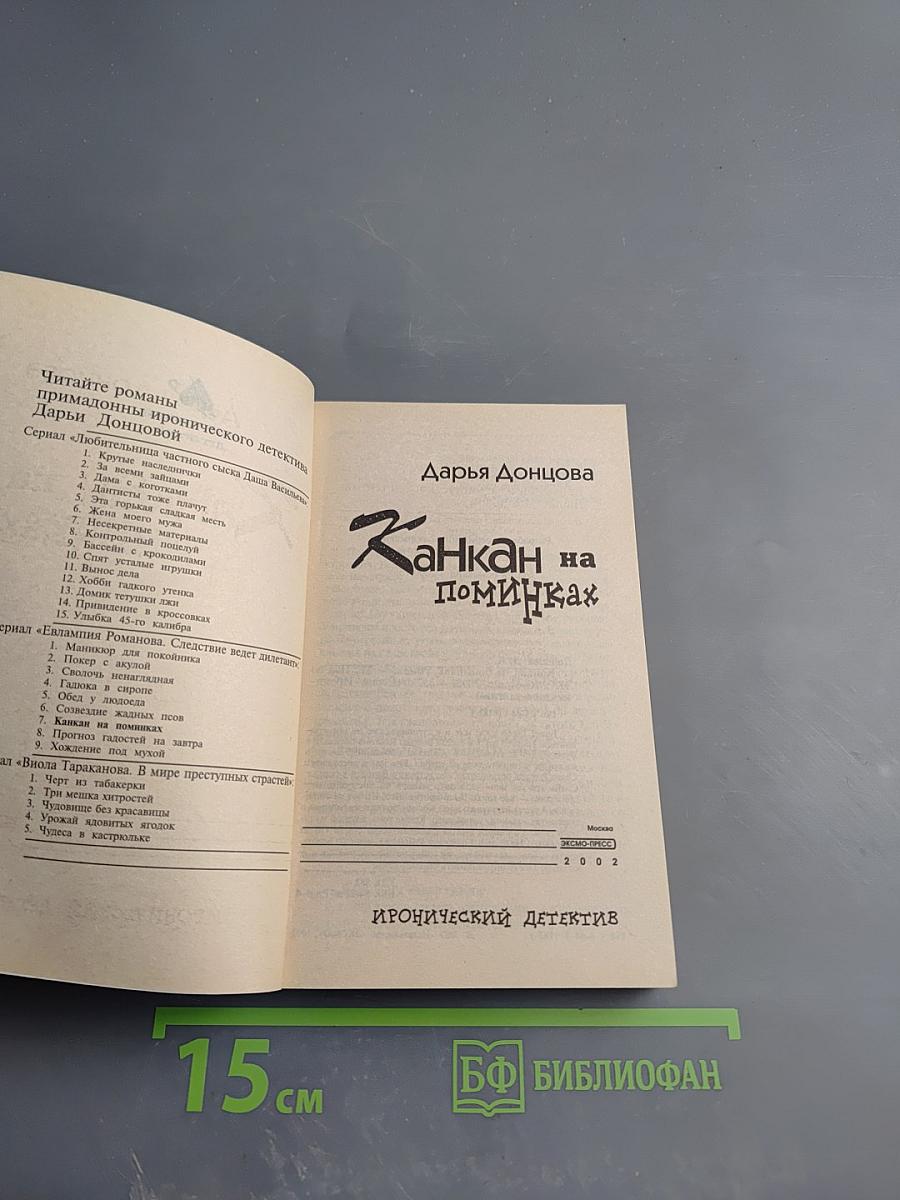 Читайте романы
примадонны иронического детектива
Дарьи Донцовой
Сериал «Любительница частного сыска Даша Васильева»
1. Крутые наследнички
2. За всеми зайцами
3. Дама с коготками
4. Дантисты тоже плачут
5. Эта горькая сладкая месть
6. Жена моего мужа
7. Несекретные материалы
8. Контрольный поцелуй
9. Бассейн с крокодилами
10. Спят усталые игрушки
11. Вынос дела
12. Хобби гадкого утенка
13. Домик тетушки лжи
14. Привидение в кроссовках
15. Улыбка 45-го калибра
ериал «Евлампия Романова. Следствие ведет дилетант»:
1. Маникюр для покойника
2. Покер с акулой
3. Сволочь ненаглядная
4. Гадюка в сиропе
5. Обед у людоеда
6. Созвездие жадных псов
7. Канкан на поминках
8. Прогноз гадостей на завтра
9. Хождение под мухой
ал «Виола Тараканова. В мире преступных страстей»:
1. Черт из табакерки
2. Три мешка хитростей
3. Чудовище без красавицы
4. Урожай ядовитых ягодок
5. Чудеса в кастрюльке
Дарья Донцова
Канкан на
поминках
Москва
ЭКСМО-ПРЕСС
2 0 0 2
ИРОНИЧЕСКИЙ ДЕТЕКТИВ
15 см
БФ БИБЛИОФАН